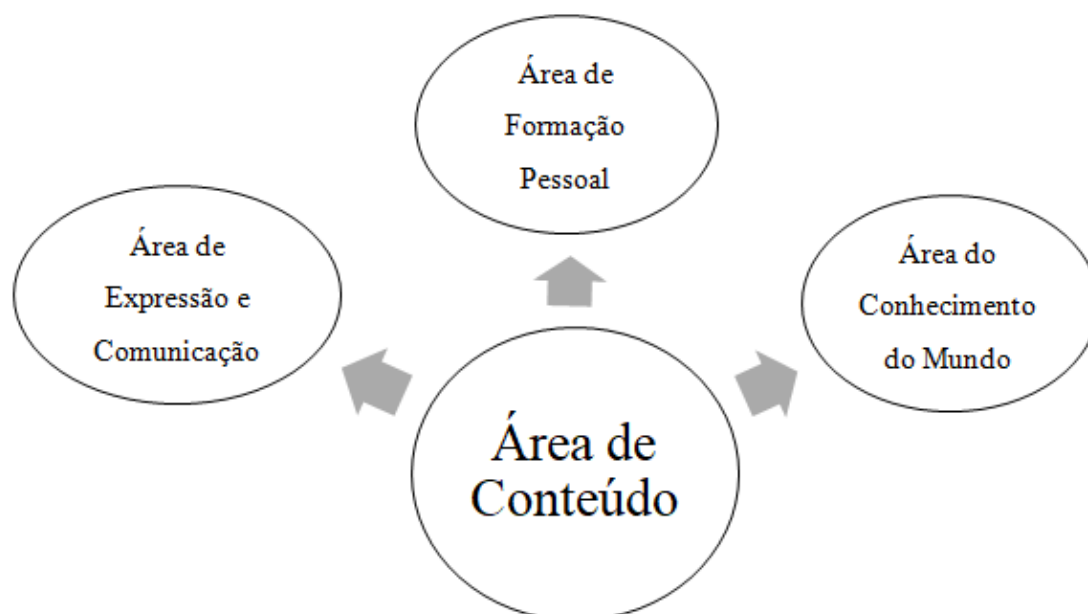 Área de
Formação
Pessoal
Área de
Expressão e
Comunicação
Área do
Conhecimento
do Mundo
Área de
Conteúdo